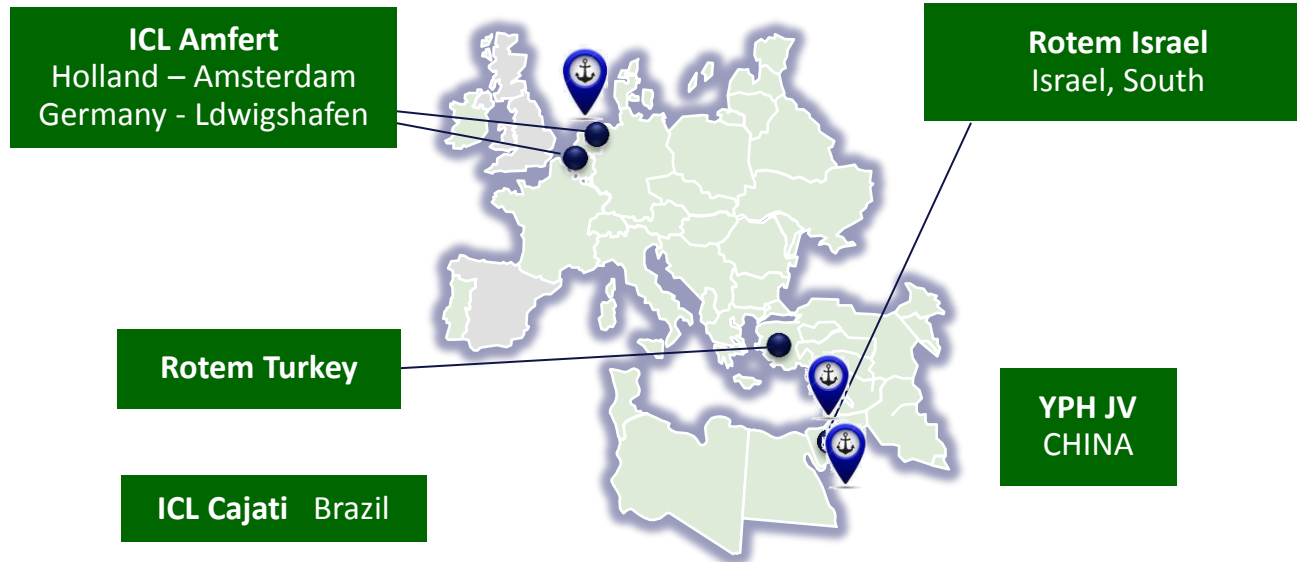 ICL Amfert
Holland – Amsterdam
Germany - Ldwigshafen
Rotem Israel
Israel, South
Rotem Turkey
YPH JV
CHINA
ICL Cajati Brazil